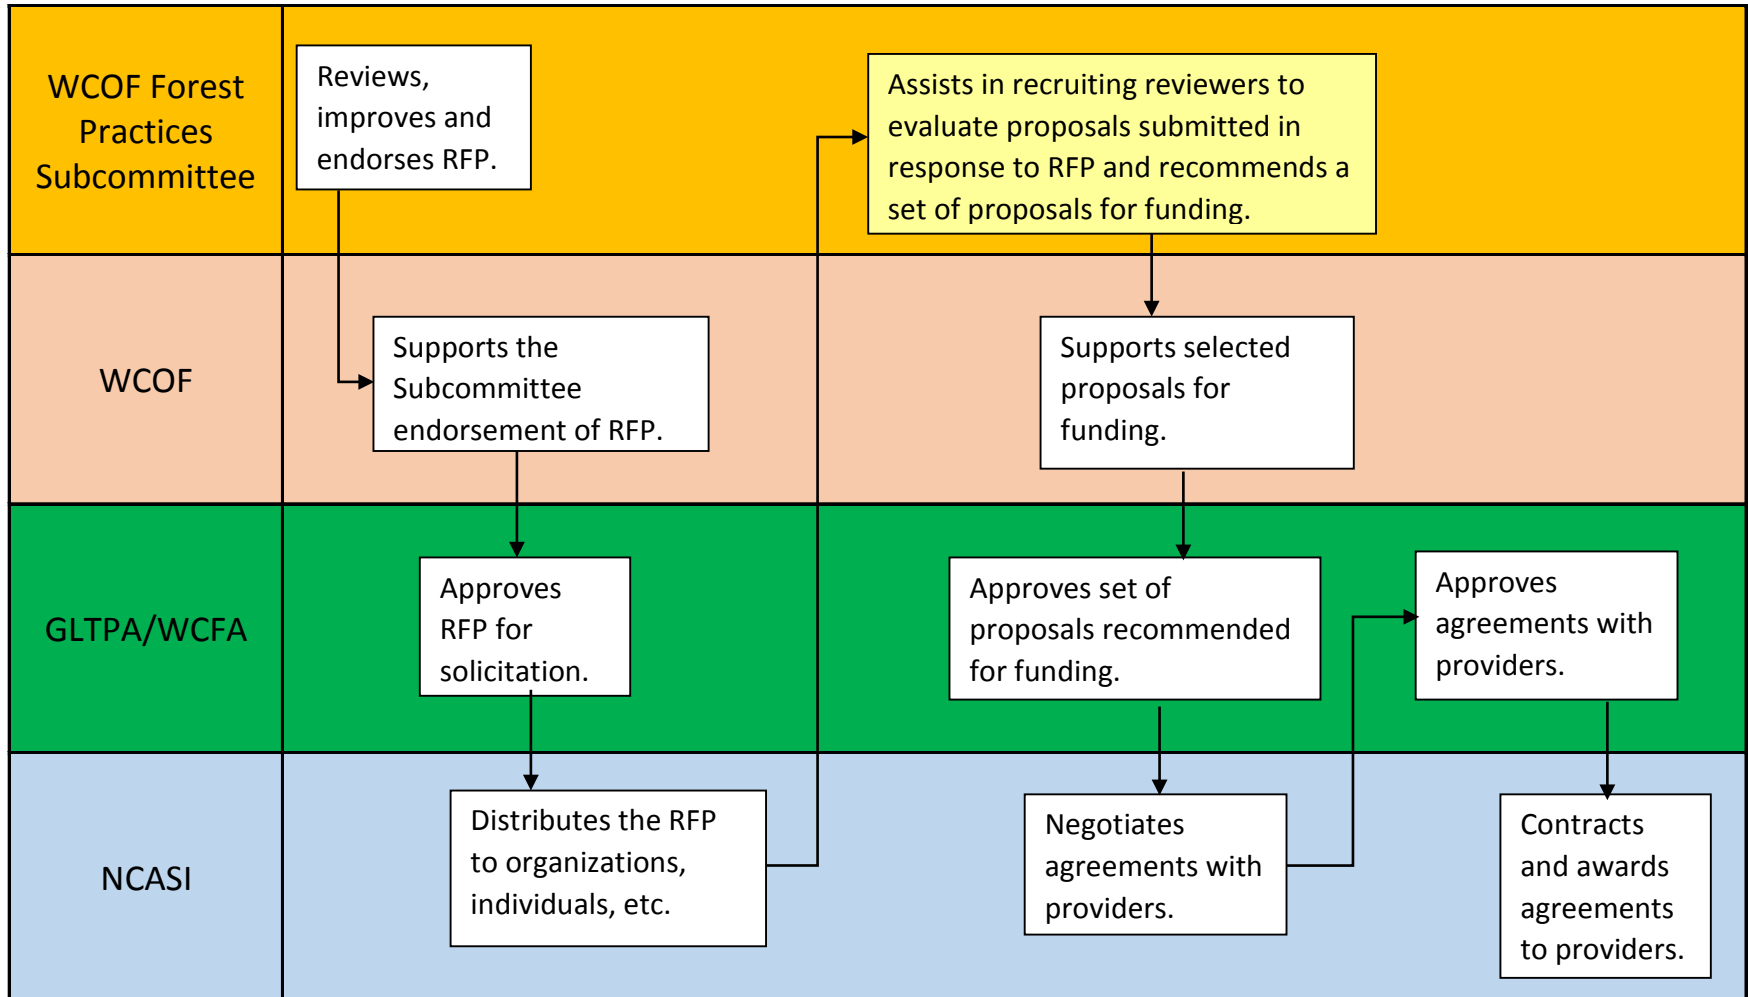 WCOF Forest
Practices
Subcommittee
Reviews,
improves and
endorses RFP.
Assists in recruiting reviewers to
evaluate proposals submitted in
response to RFP and recommends a
set of proposals for funding.
WCOF
Supports the
Subcommittee
endorsement of RFP.
Supports selected
proposals for
funding.
GLTPA/WCFA
Approves
RFP for
solicitation.
Approves set of
proposals recommended
for funding.
Approves
agreements with
providers.
NCASI
Distributes the RFP
to organizations,
individuals, etc.
Negotiates
agreements with
providers.
Contracts
and awards
agreements
to providers.